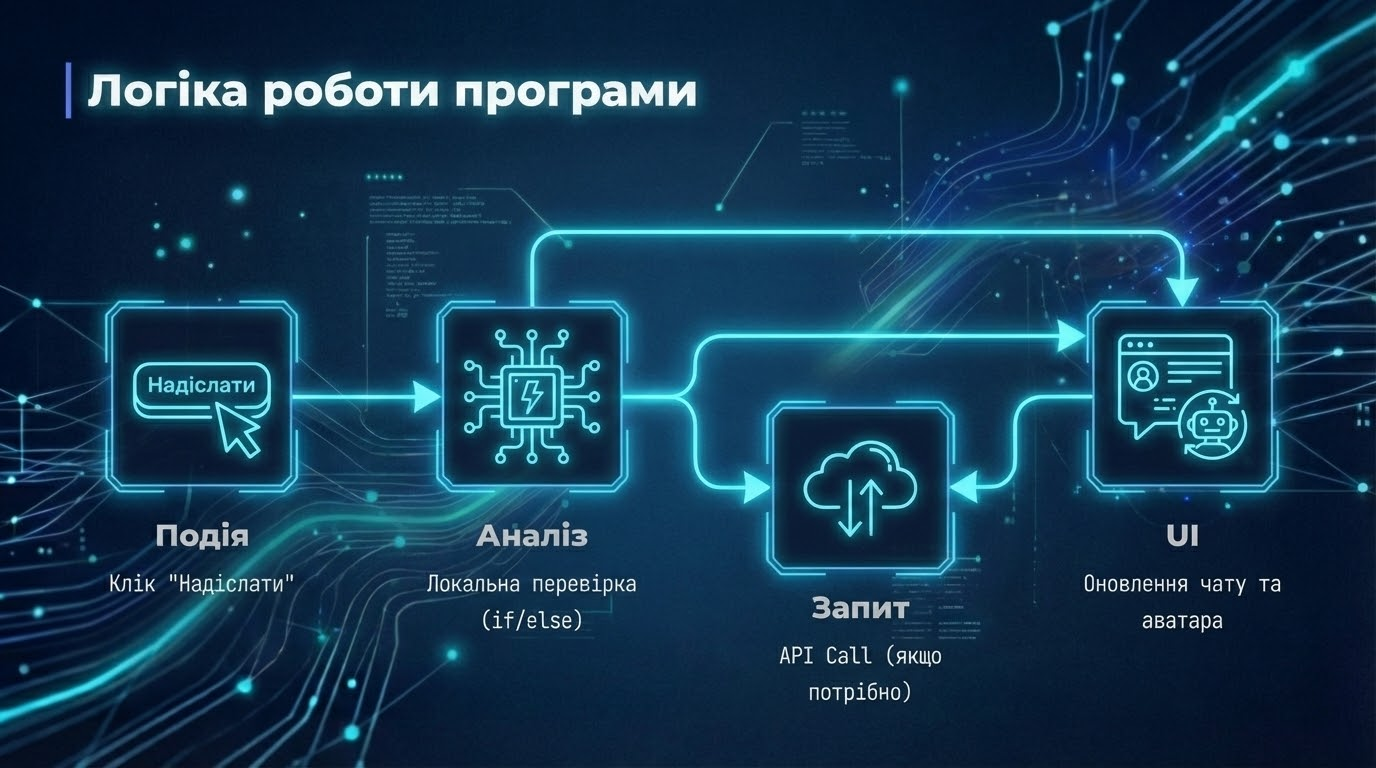 Логіка роботи програми
Надіслати
Подія
Клік "Надіслати"
Аналіз
Локальна перевірка
(if/else)
Запит
API Call (якщо
потрібно)
UI
Оновлення чату та
аватара